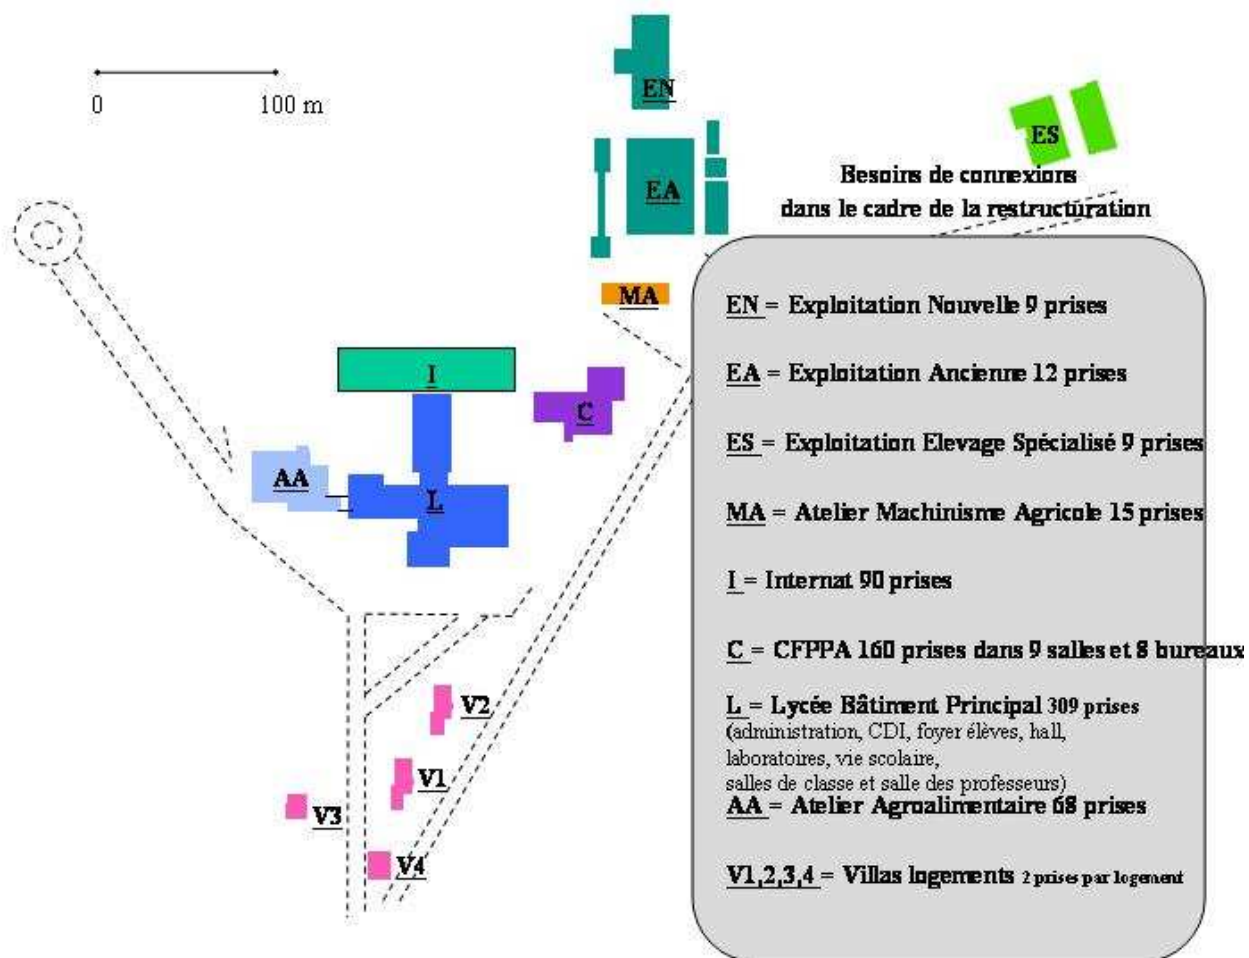 0 100 m
EN
EA
ES
MA
I
C
AA
L
V2
V1
V3
V4
Besoins de connexions
dans le cadre de la restructuration
EN = Exploitation Nouvelle 9 prises
EA = Exploitation Ancienne 12 prises
ES = Exploitation Elevage Spécialisé 9 prises
MA = Atelier Machinisme Agricole 15 prises
I = Internat 90 prises
C = CFPPA 160 prises dans 9 salles et 8 bureaux
L = Lycée Bâtiment Principal 309 prises
(administration, CDI, foyer élèves, hall,
laboratoires, vie scolaire,
salles de classe et salle des professeurs)
AA = Atelier Agroalimentaire 68 prises
V1,2,3,4 = Villas logements 2 prises par logement